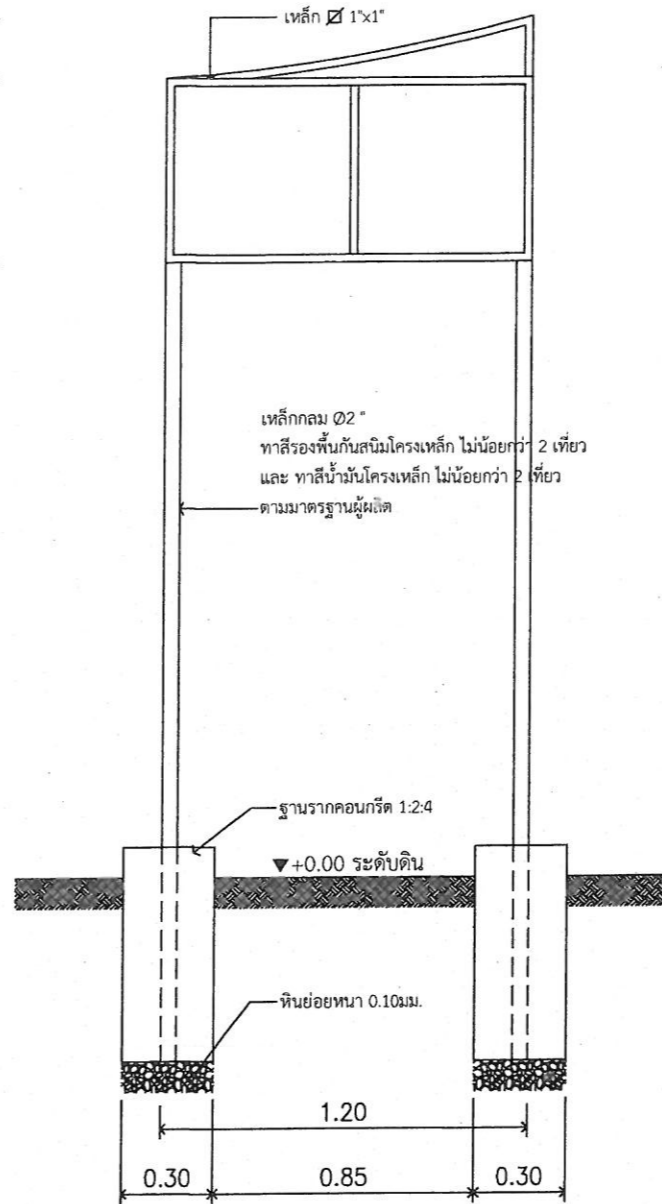 เหล็ก 1"x1"
เหล็กกลม Ø2 "
ทาสีรองพื้นกันสนิมโครงเหล็ก ไม่น้อยกว่า 2 เที่ยว
และ ทาสีน้ำมันโครงเหล็ก ไม่น้อยกว่า 2 เที่ยว
ตามมาตรฐานผู้ผลิต
ฐานรากคอนกรีต 1:2:4
▼+0.00 ระดับดิน
หินย่อยหนา 0.10มม.
1.20
0.30 0.85 0.30